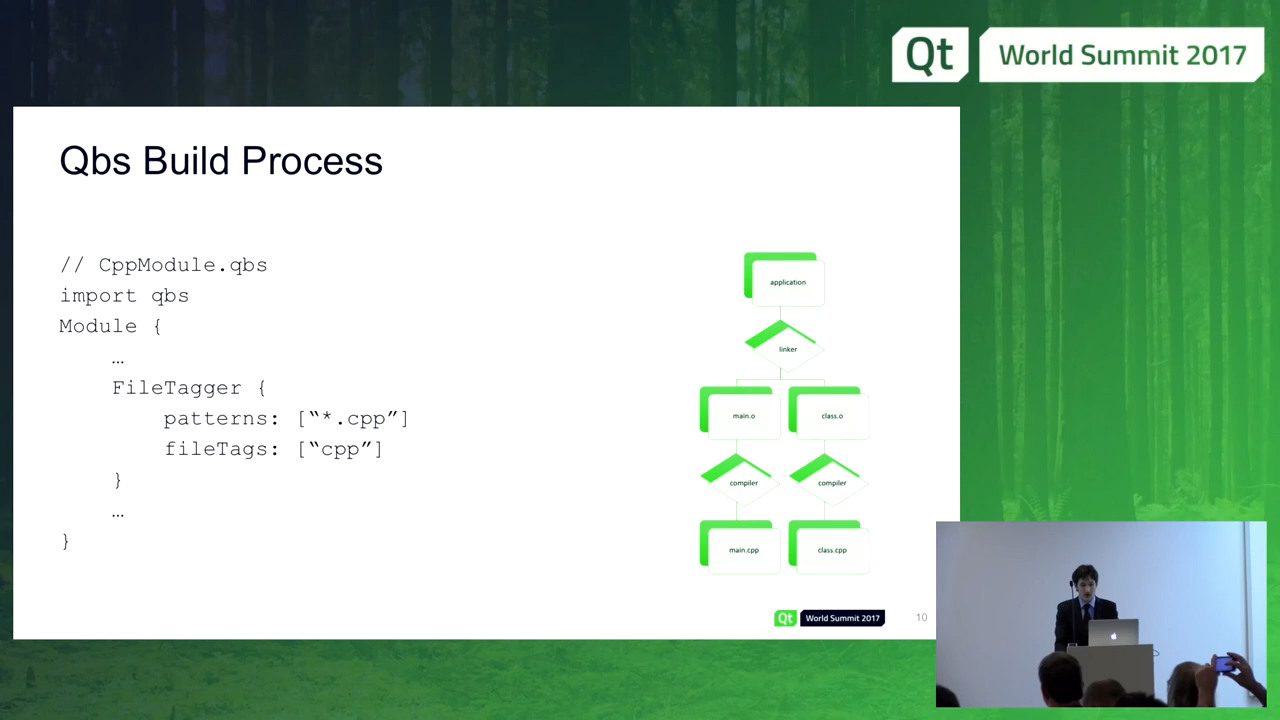 Qt World Summit 2017
Qbs Build Process
// CppModule.qbs
import qbs
Module {
…
FileTagger {
patterns: [“*.cpp”]
fileTags: [“cpp”]
}
…
}
application
linker
main.o class.o
compiler compiler
main.cpp class.cpp
Qt World Summit 2017 10